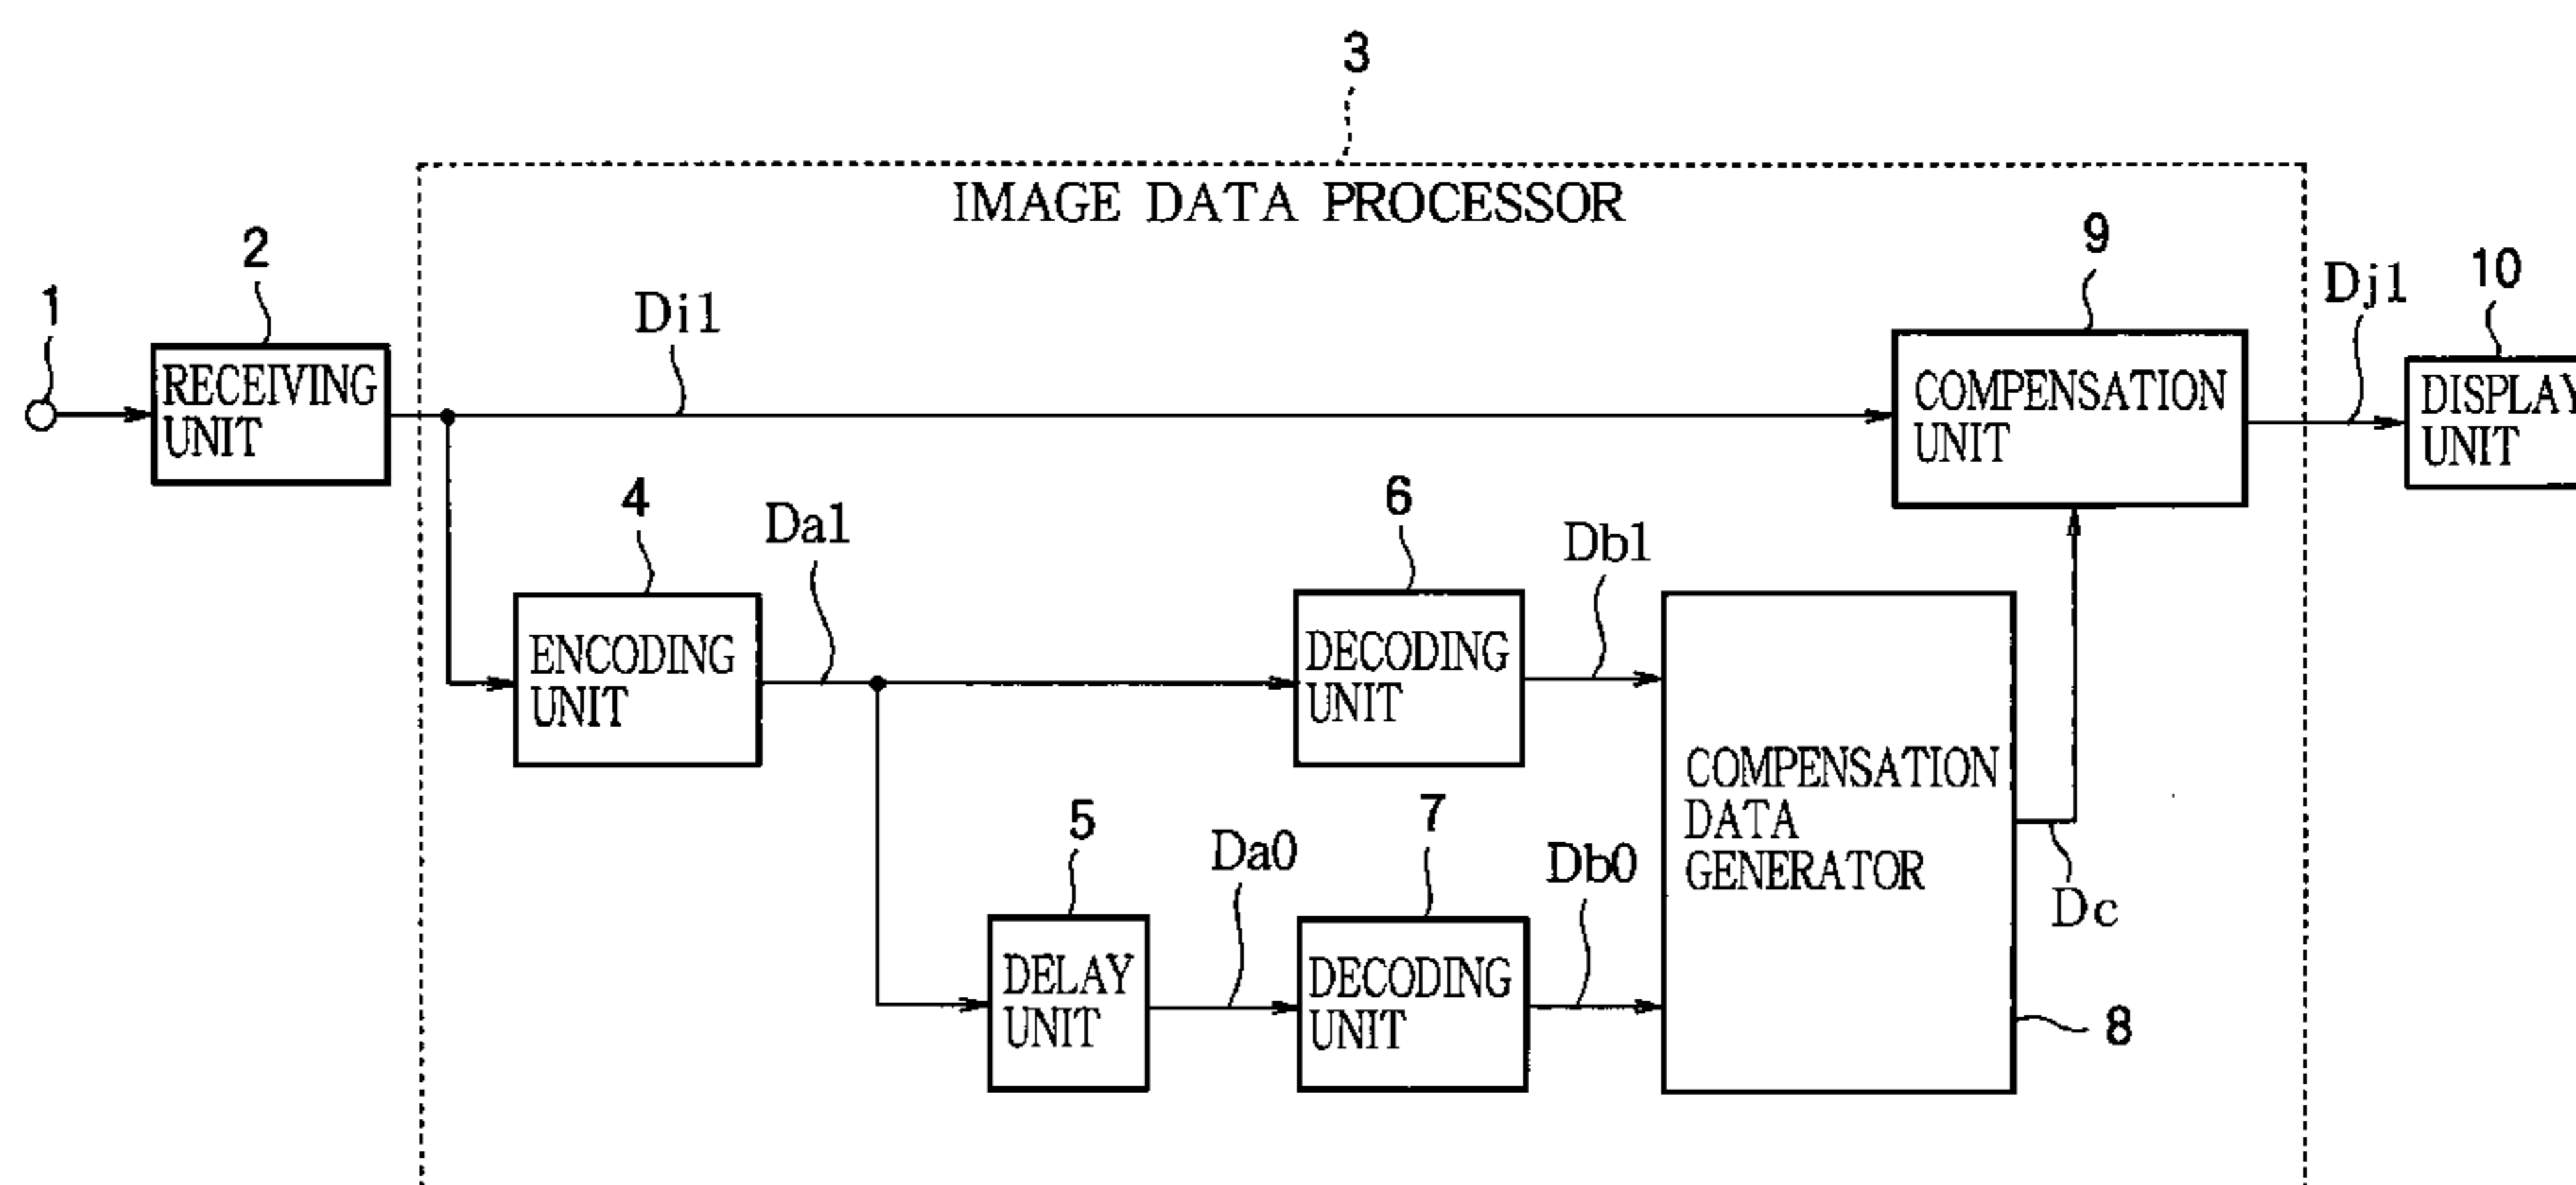 3
IMAGE DATA PROCESSOR
1
2
RECEIVING
UNIT
Di1
9
COMPENSATION
UNIT
Dj1
10
DISPLAY
UNIT
4
ENCODING
UNIT
Da1
6
DECODING
UNIT
Db1
COMPENSATION
DATA
GENERATOR
Dc
8
5
DELAY
UNIT
Da0
7
DECODING
UNIT
Db0